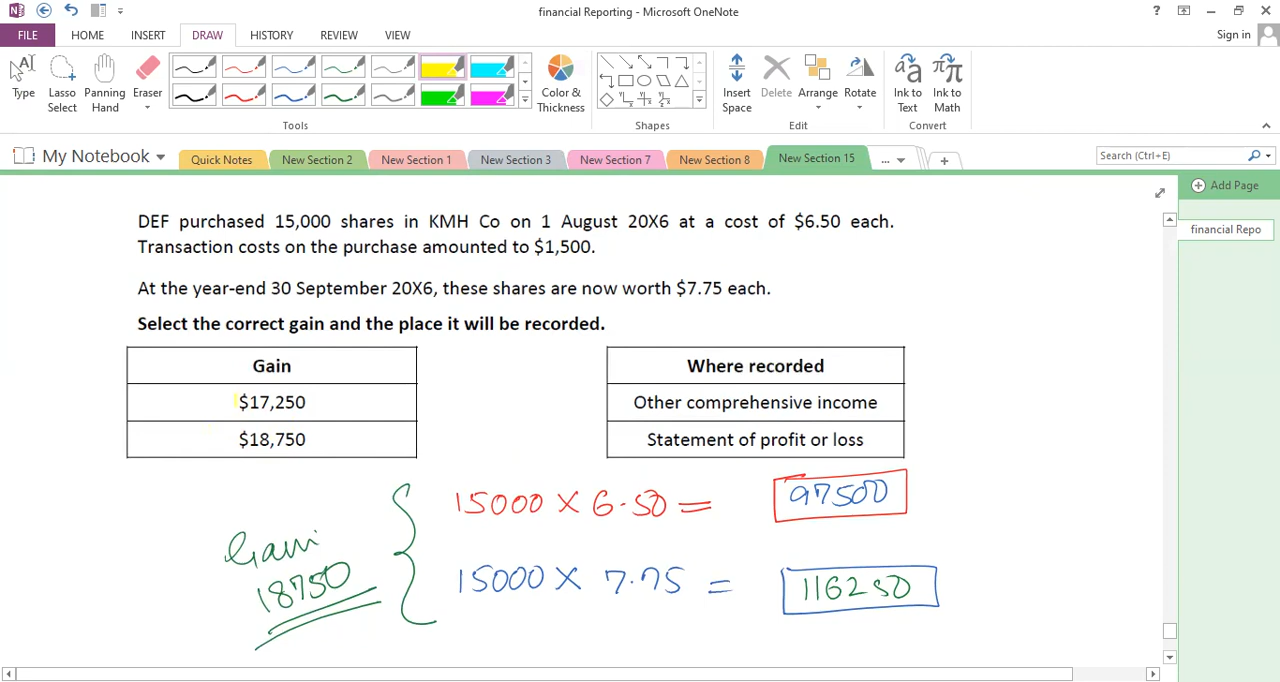 financial Reporting - Microsoft OneNote
?
FILE HOME INSERT DRAW HISTORY REVIEW VIEW
Sign in
Type Lasso Select Panning Hand Eraser
Color & Thickness
Insert Space Delete Arrange Rotate
Ink to Text Ink to Math
Tools Shapes Edit Convert
My Notebook Quick Notes New Section 2 New Section 1 New Section 3 New Section 7 New Section 8 New Section 15 ...
Search (Ctrl+E)
Add Page
financial Repo
DEF purchased 15,000 shares in KMH Co on 1 August 20X6 at a cost of $6.50 each.
Transaction costs on the purchase amounted to $1,500.
At the year-end 30 September 20X6, these shares are now worth $7.75 each.
Select the correct gain and the place it will be recorded.
Gain Where recorded
$17,250 Other comprehensive income
$18,750 Statement of profit or loss
15000 X 6.50 = 97500
Gain
18750
15000 X 7.75 = 116250